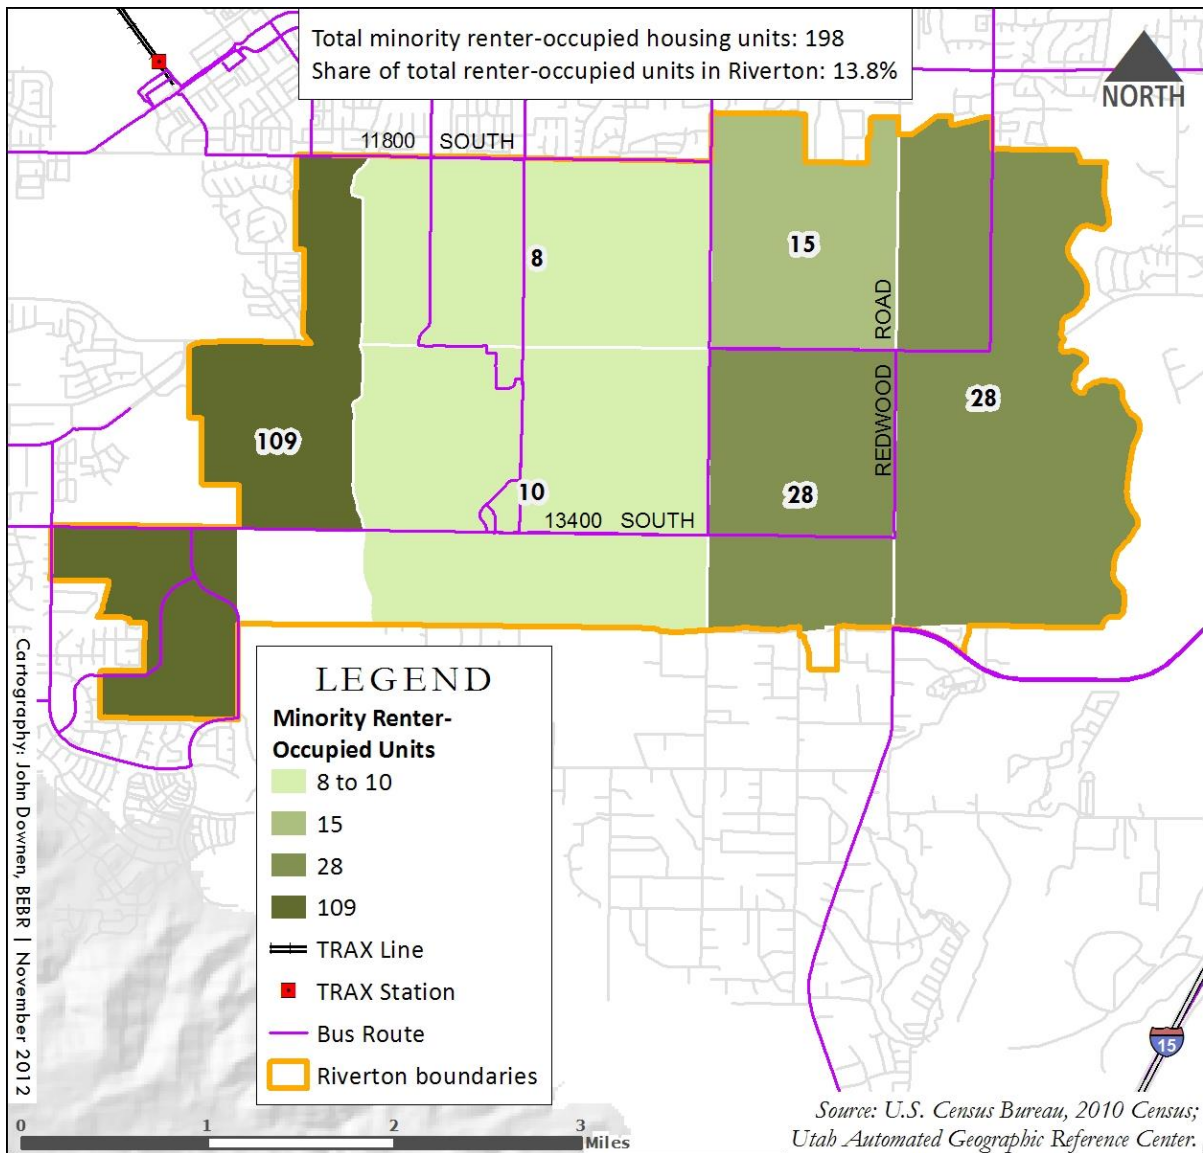 Total minority renter-occupied housing units: 198
Share of total renter-occupied units in Riverton: 13.8%
NORTH
11800 SOUTH
8
15
REDWOOD ROAD
28
109
10
28
13400 SOUTH
LEGEND
Minority Renter-
Occupied Units
8 to 10
15
28
109
TRAX Line
TRAX Station
Bus Route
Riverton boundaries
Cartography: John Downen, BEBR | November 2012
15
Source: U.S. Census Bureau, 2010 Census;
Utah Automated Geographic Reference Center.
0 1 2 3 Miles